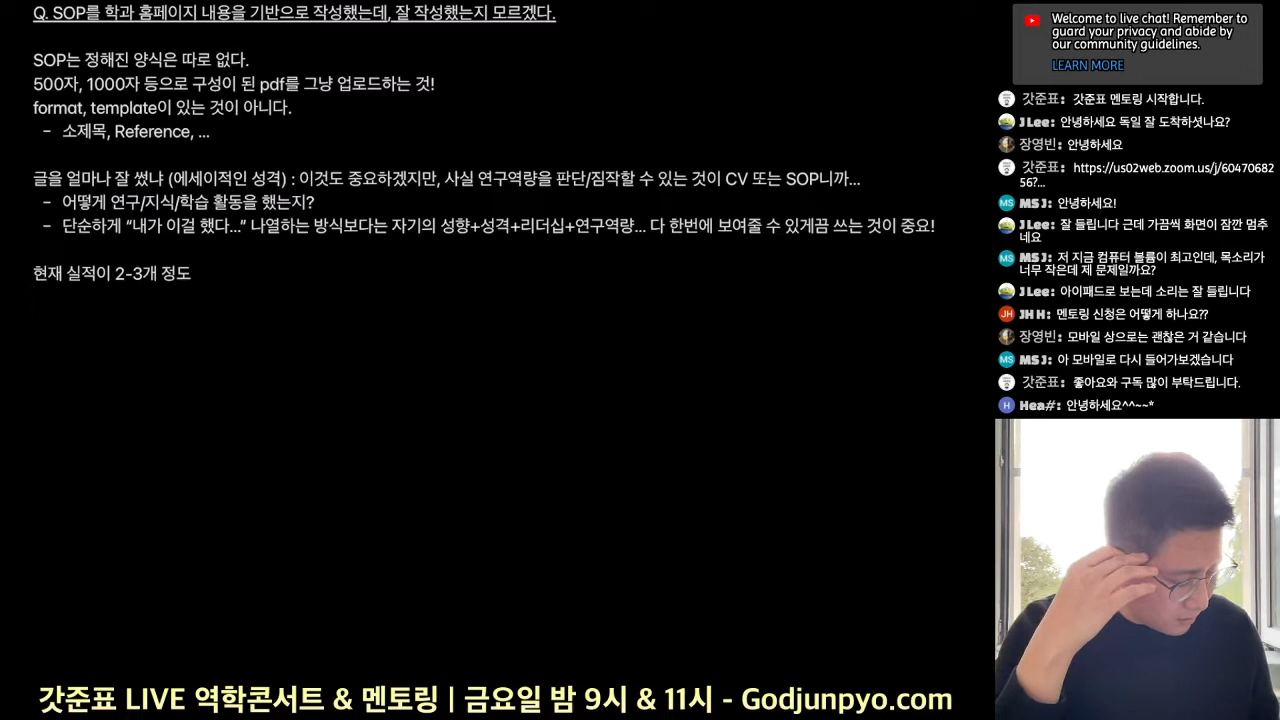 Q. SOP를 학과 홈페이지 내용을 기반으로 작성했는데, 잘 작성했는지 모르겠다.
SOP는 정해진 양식은 따로 없다.
500자, 1000자 등으로 구성이 된 pdf를 그냥 업로드하는 것!
format, template이 있는 것이 아니다.
- 소제목, Reference, ...
글을 얼마나 잘 썼냐 (에세이적인 성격) : 이것도 중요하겠지만, 사실 연구역량을 판단/짐작할 수 있는 것이 CV 또는 SOP니까...
- 어떻게 연구/지식/학습 활동을 했는지?
- 단순하게 “내가 이걸 했다...” 나열하는 방식보다는 자기의 성향+성격+리더십+연구역량... 다 한번에 보여줄 수 있게끔 쓰는 것이 중요!
현재 실적이 2-3개 정도
Welcome to live chat! Remember to
guard your privacy and abide by
our community guidelines.
LEARN MORE
갓준표: 갓준표 멘토링 시작합니다.
J Lee: 안녕하세요 독일 잘 도착하셧나요?
장영빈: 안녕하세요
갓준표: https://us02web.zoom.us/j/60470682
56?...
MS MS J: 안녕하세요!
J Lee: 잘 들립니다 근데 가끔씩 화면이 잠깐 멈추
네요
MS MS J: 저 지금 컴퓨터 볼륨이 최고인데, 목소리가
너무 작은데 제 문제일까요?
J Lee: 아이패드로 보는데 소리는 잘 들립니다
JH JH H: 멘토링 신청은 어떻게 하나요??
장영빈: 모바일 상으로는 괜찮은 거 같습니다
MS MS J: 아 모바일로 다시 들어가보겠습니다
갓준표: 좋아요와 구독 많이 부탁드립니다.
H Hea#: 안녕하세요^^~~*
갓준표 LIVE 역학콘서트 & 멘토링 | 금요일 밤 9시 & 11시 - Godjunpyo.com